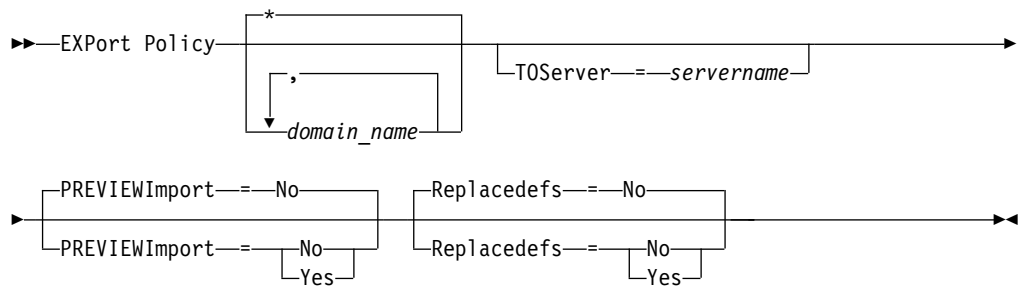 *
EXPort Policy
,
domain_name
TOServer = servername
PREVIEWImport = No
PREVIEWImport = No
Yes
Replacedefs = No
Replacedefs = No
Yes